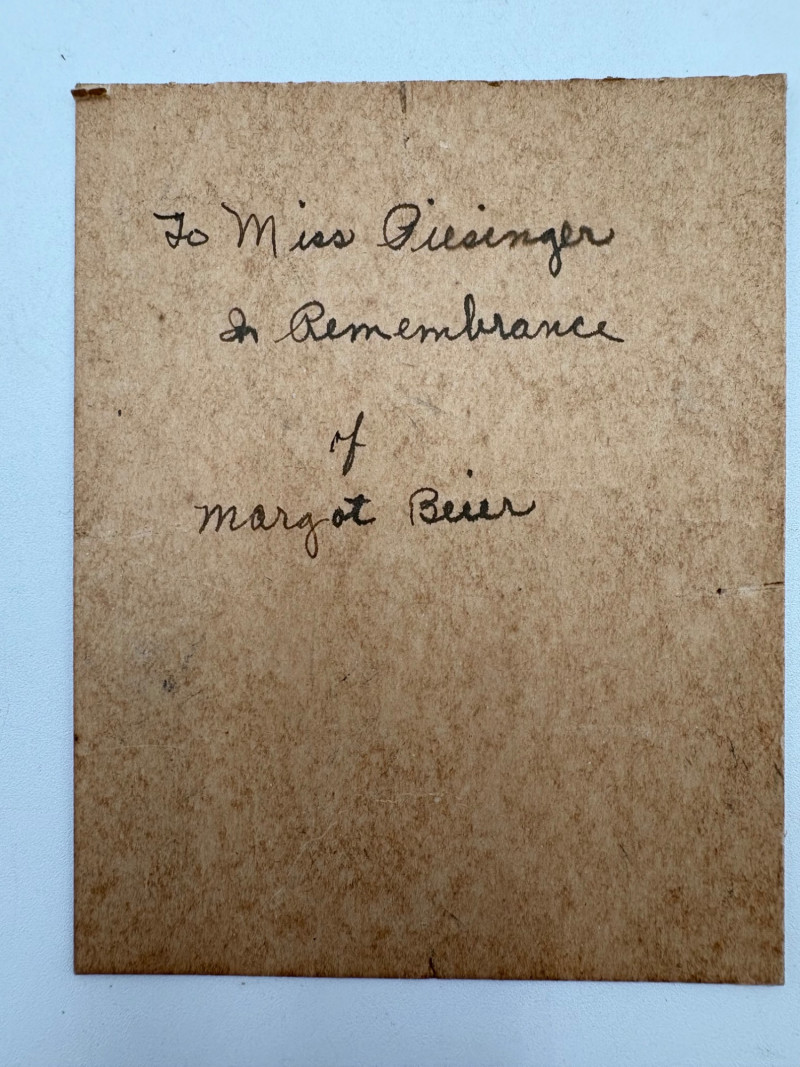 To Miss Piesinger
In Remembrance
of
Margot Beier